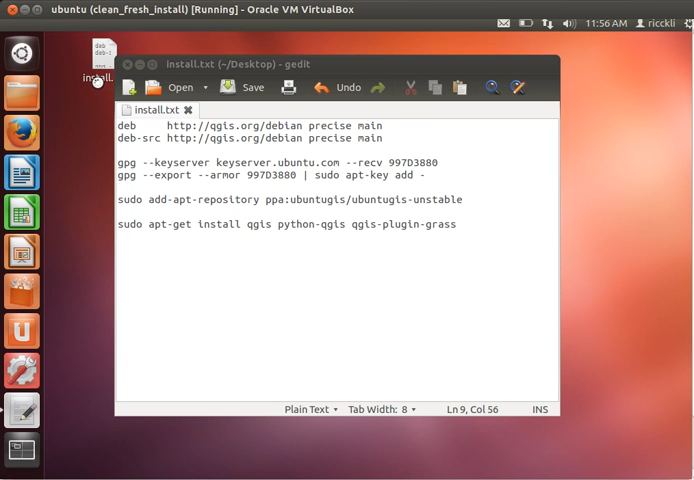 ubuntu (clean_fresh_install) [Running] - Oracle VM VirtualBox
11:56 AM ricckli
install.
install.txt (~/Desktop) - gedit
Open Save Undo
install.txt
deb http://qgis.org/debian precise main
deb-src http://qgis.org/debian precise main
gpg --keyserver keyserver.ubuntu.com --recv 997D3880
gpg --export --armor 997D3880 | sudo apt-key add -
sudo add-apt-repository ppa:ubuntugis/ubuntugis-unstable
sudo apt-get install qgis python-qgis qgis-plugin-grass
Plain Text Tab Width: 8 Ln 9, Col 56 INS